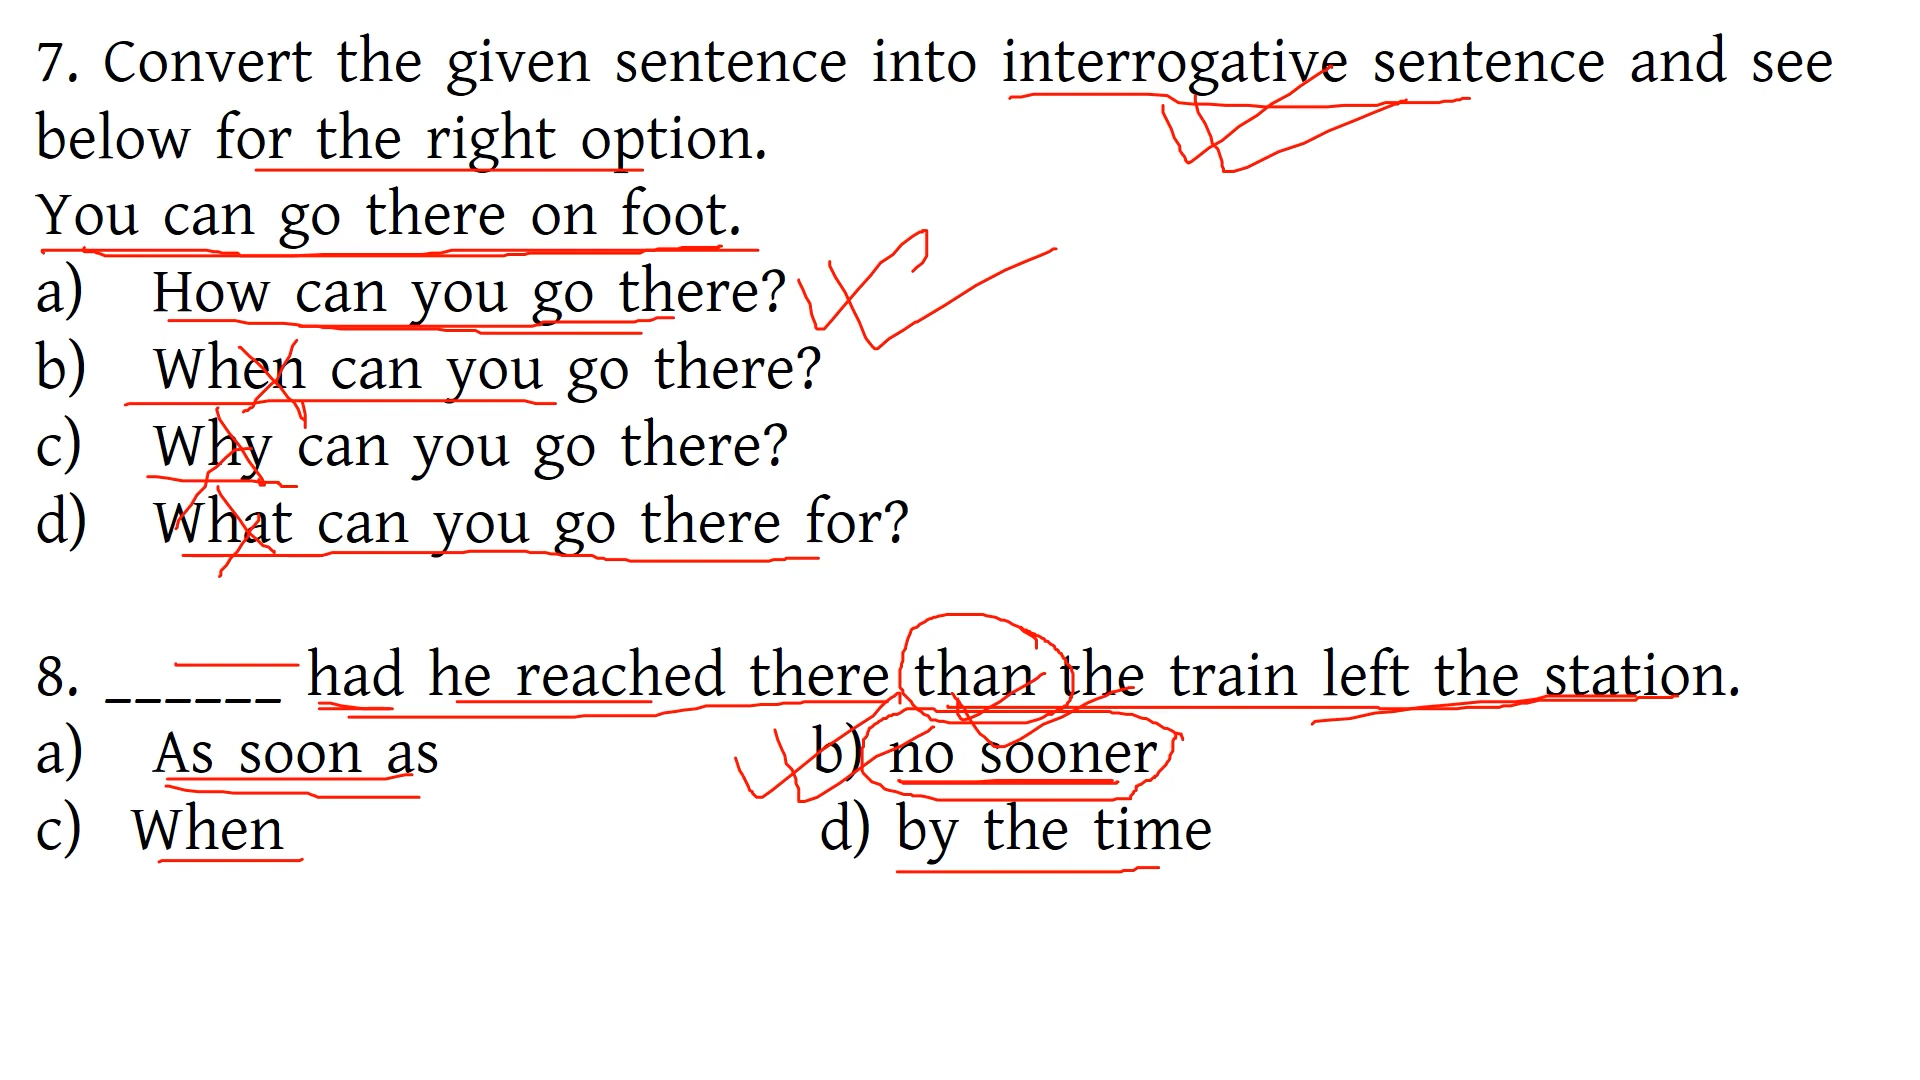 7. Convert the given sentence into interrogative sentence and see
below for the right option.
You can go there on foot.
a) How can you go there?
b) When can you go there?
c) Why can you go there?
d) What can you go there for?
8. ______ had he reached there than the train left the station.
a) As soon as b) no sooner
c) When d) by the time